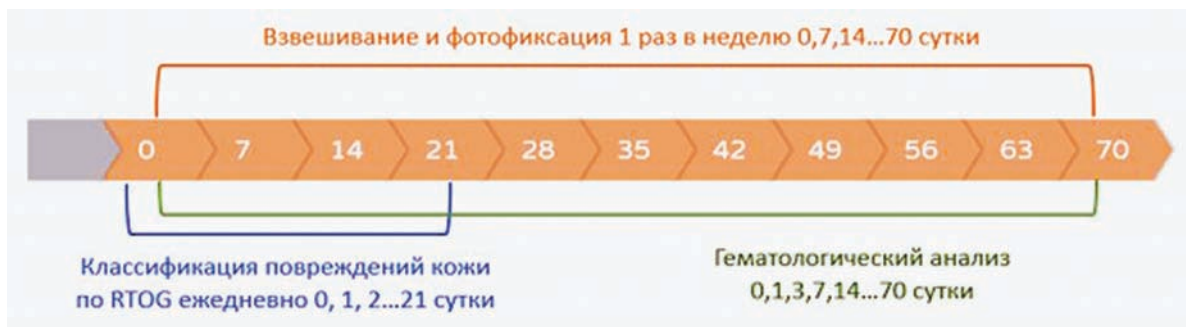 Взвешивание и фотофиксация 1 раз в неделю 0,7,14...70 сутки
0 7 14 21 28 35 42 49 56 63 70
Классификация повреждений кожи
по RTOG ежедневно 0, 1, 2...21 сутки
Гематологический анализ
0,1,3,7,14...70 сутки